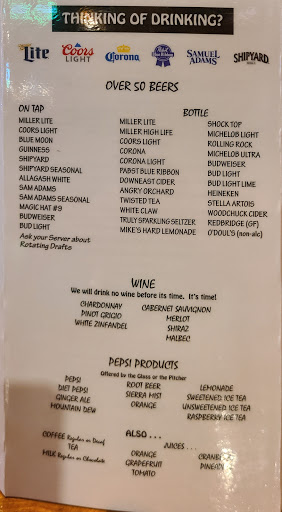 THINKING OF DRINKING?
Lite
Coors LIGHT
Corona
Pabst Blue Ribbon
SAMUEL ADAMS
SHIPYARD
OVER 50 BEERS
ON TAP
MILLER LITE
COORS LIGHT
BLUE MOON
GUINNESS
SHIPYARD
SHIPYARD SEASONAL
ALLAGASH WHITE
SAM ADAMS
SAM ADAMS SEASONAL
MAGIC HAT #9
BUDWEISER
BUD LIGHT
Ask your Server about
Rotating Drafts
BOTTLE
MILLER LITE
MILLER HIGH LIFE
COORS LIGHT
CORONA
CORONA LIGHT
PABST BLUE RIBBON
DOWNEAST CIDER
ANGRY ORCHARD
TWISTED TEA
WHITE CLAW
TRULY SPARKLING SELTZER
MIKE'S HARD LEMONADE
SHOCK TOP
MICHELOB LIGHT
ROLLING ROCK
MICHELOB ULTRA
BUDWEISER
BUD LIGHT
BUD LIGHT LIME
HEINEKEN
STELLA ARTOIS
WOODCHUCK CIDER
REDBRIDGE (GF)
O'DOUL'S (non-alc)
WINE
We will drink no wine before its time. It's time!
CHARDONNAY
PINOT GRIGIO
WHITE ZINFANDEL
CABERNET SAUVIGNON
MERLOT
SHIRAZ
MALBEC
PEPSI PRODUCTS
Offered by the Glass or the Pitcher
PEPSI
DIET PEPSI
GINGER ALE
MOUNTAIN DEW
ROOT BEER
SIERRA MIST
ORANGE
LEMONADE
SWEETENED ICE TEA
UNSWEETENED ICE TEA
RASPBERRY ICE TEA
ALSO . . .
COFFEE Regular or Decaf
TEA
MILK Regular or Chocolate
JUICES . . .
ORANGE
GRAPEFRUIT
TOMATO
CRANB
PINEAP